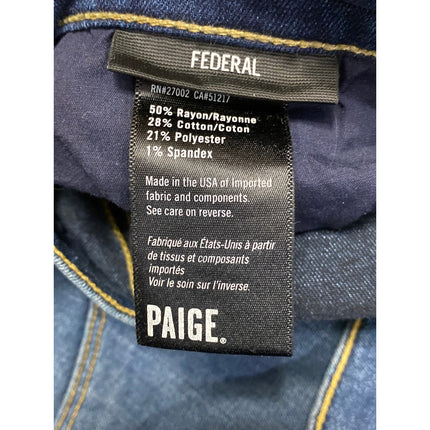 FEDERAL
RN#27002 CA#51217
50% Rayon/Rayonne
28% Cotton/Coton
21% Polyester
1% Spandex
Made in the USA of Imported
fabric and components.
See care on reverse.
Fabriqué aux États-Unis à partir
de tissus et composants
importés
Voir le soin sur l'inverse.
PAIGE®